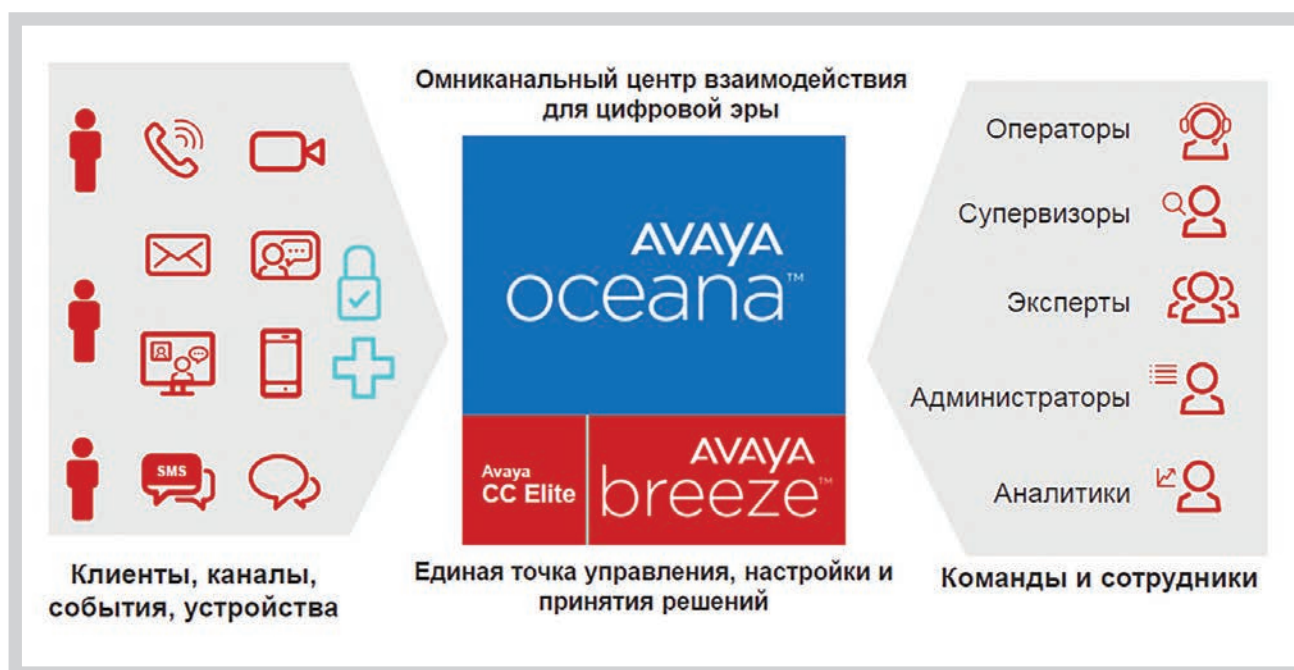 Омниканальный центр взаимодействия
для цифровой эры
SMS
Клиенты, каналы,
события, устройства
AVAYA
oceana™
Avaya
CC Elite
AVAYA
breeze™
Единая точка управления, настройки и
принятия решений
Операторы
Супервизоры
Эксперты
Администраторы
Аналитики
Команды и сотрудники